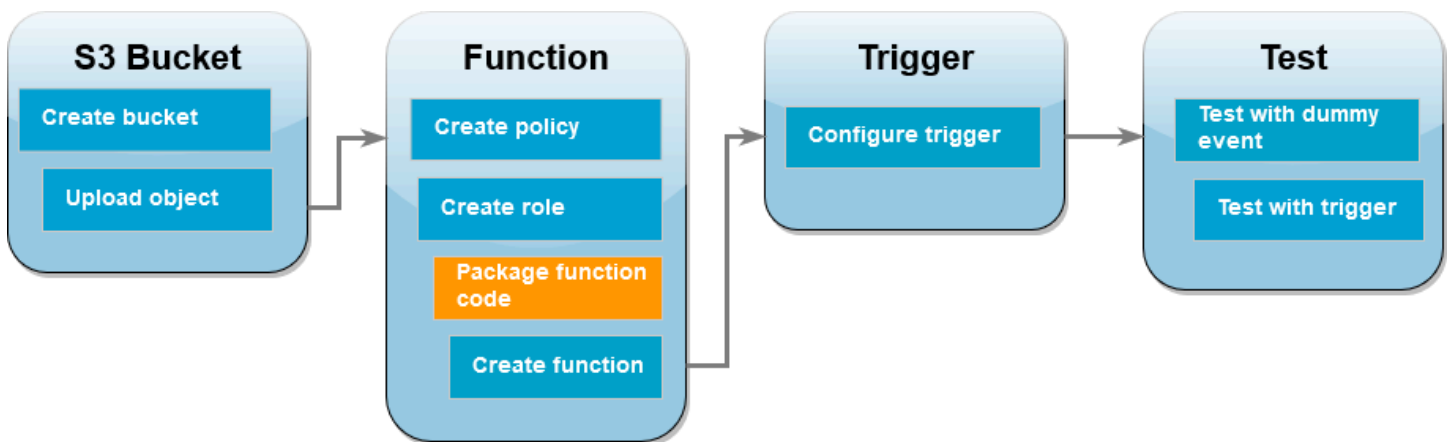 S3 Bucket
Create bucket
Upload object
Function
Create policy
Create role
Package function
code
Create function
Trigger
Configure trigger
Test
Test with dummy
event
Test with trigger